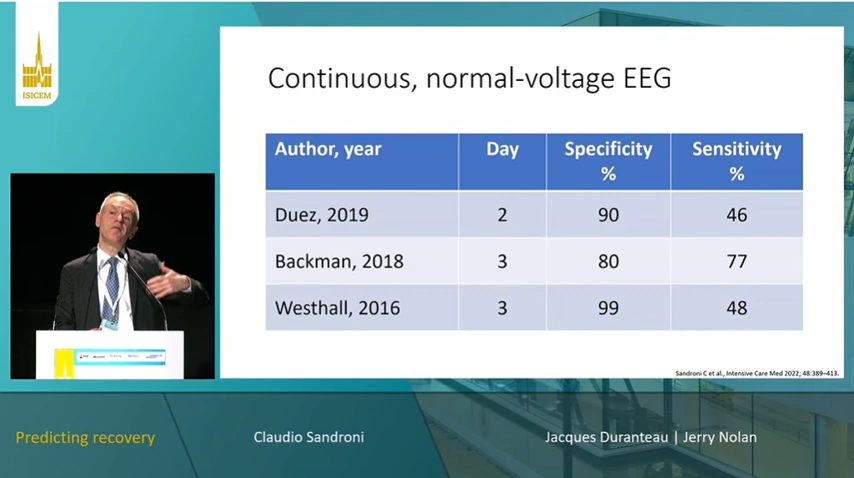 ISICEM
Continuous, normal-voltage EEG
Author, year Day Specificity % Sensitivity %
Duez, 2019 2 90 46
Backman, 2018 3 80 77
Westhall, 2016 3 99 48
Sandroni C et al., Intensive Care Med 2022; 48:389–413.
Predicting recovery Claudio Sandroni Jacques Duranteau | Jerry Nolan